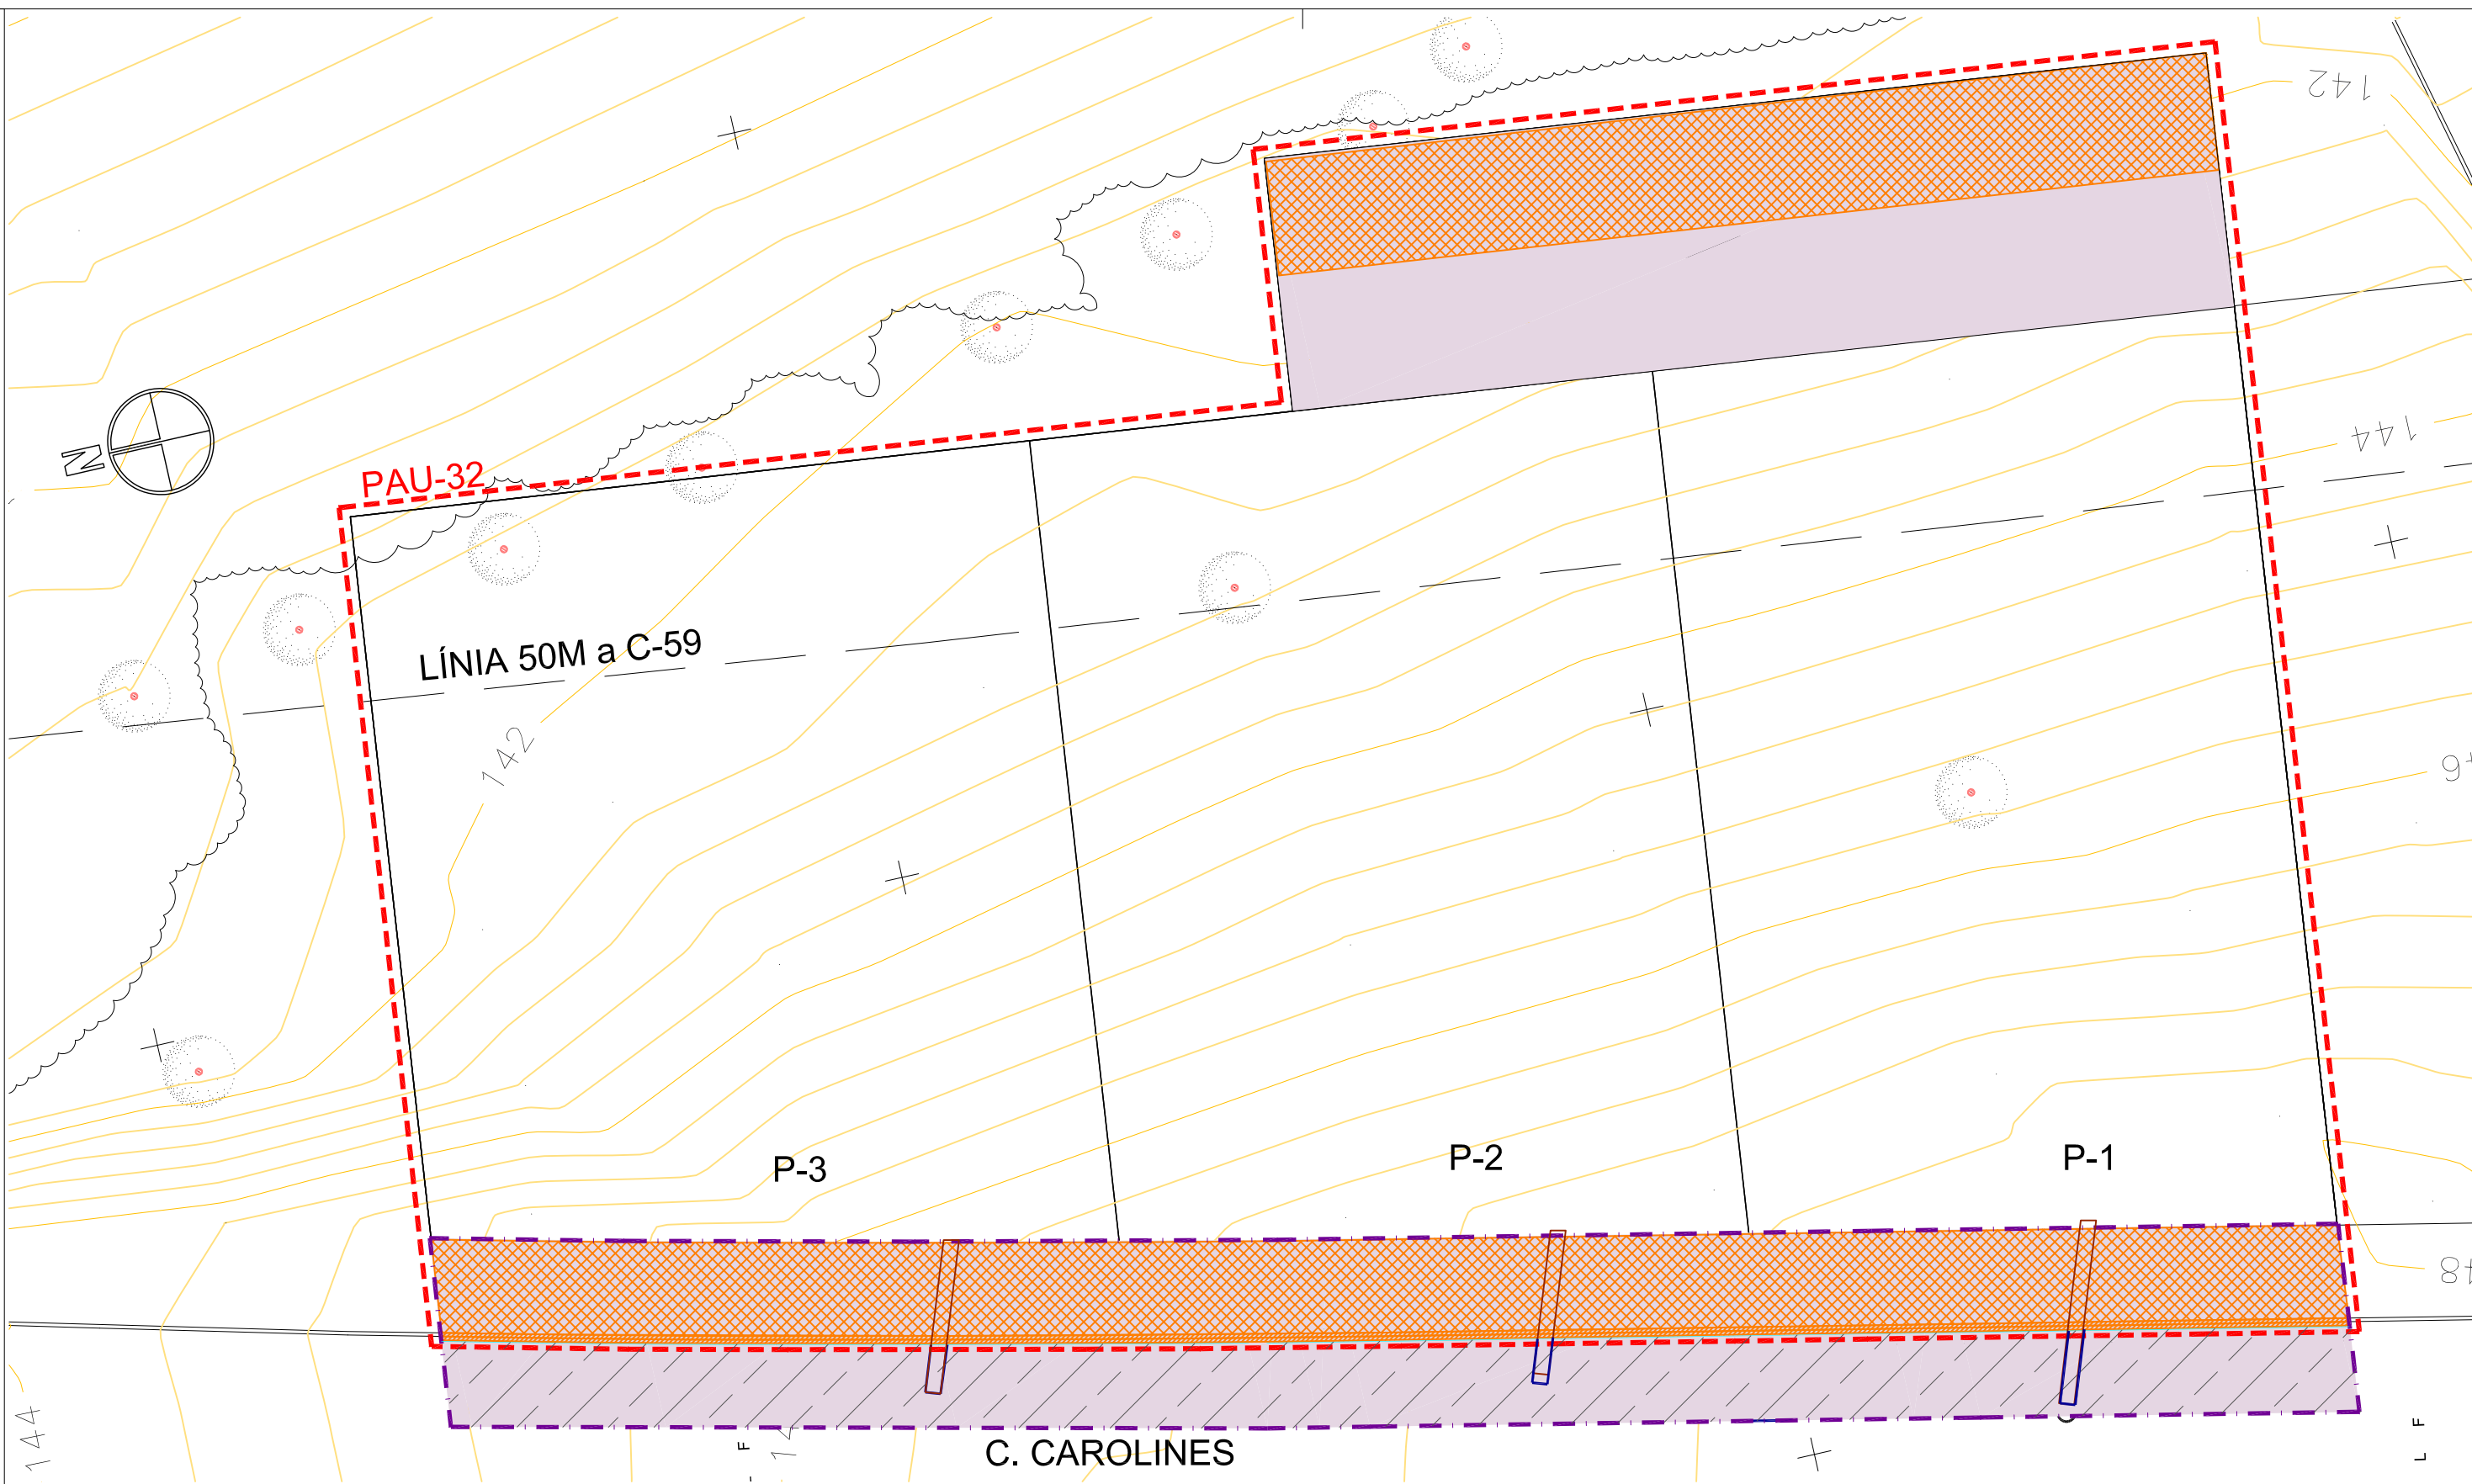 142
N
PAU-32
144
LÍNIA 50M a C-59
142
P-3
P-2
P-1
144
C. CAROLINES